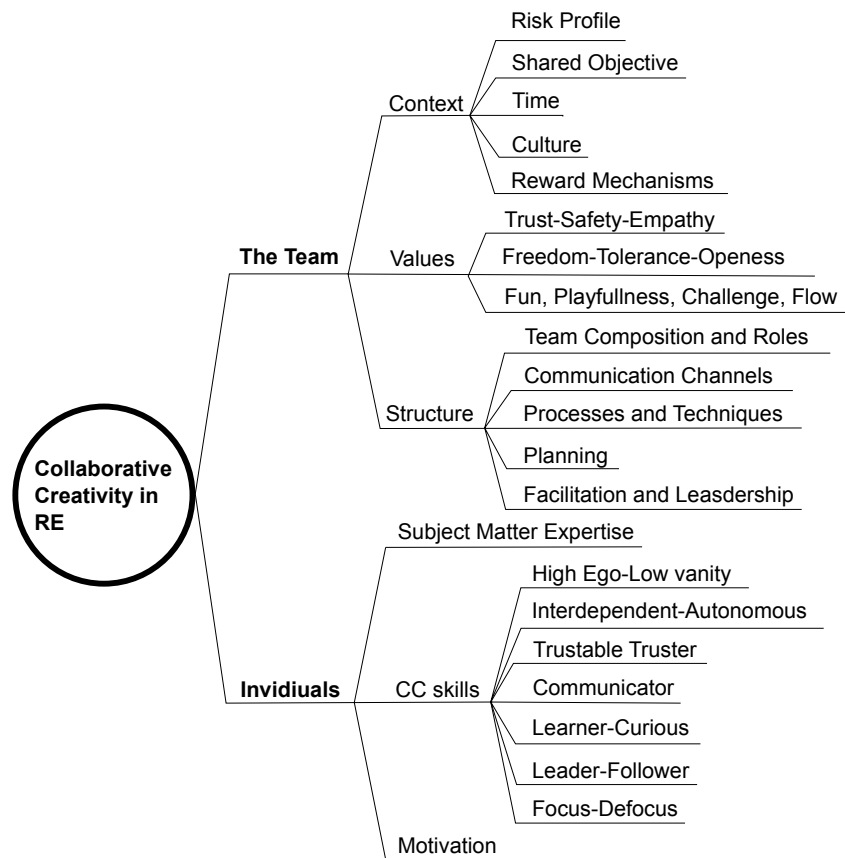 Risk Profile
Shared Objective
Context
Time
Culture
Reward Mechanisms
Trust-Safety-Empathy
The Team
Values
Freedom-Tolerance-Openess
Fun, Playfullness, Challenge, Flow
Team Composition and Roles
Communication Channels
Structure
Processes and Techniques
Planning
Facilitation and Leasdership
Collaborative
Creativity in
RE
Subject Matter Expertise
High Ego-Low vanity
Interdependent-Autonomous
Trustable Truster
Invidiuals
CC skills
Communicator
Learner-Curious
Leader-Follower
Focus-Defocus
Motivation